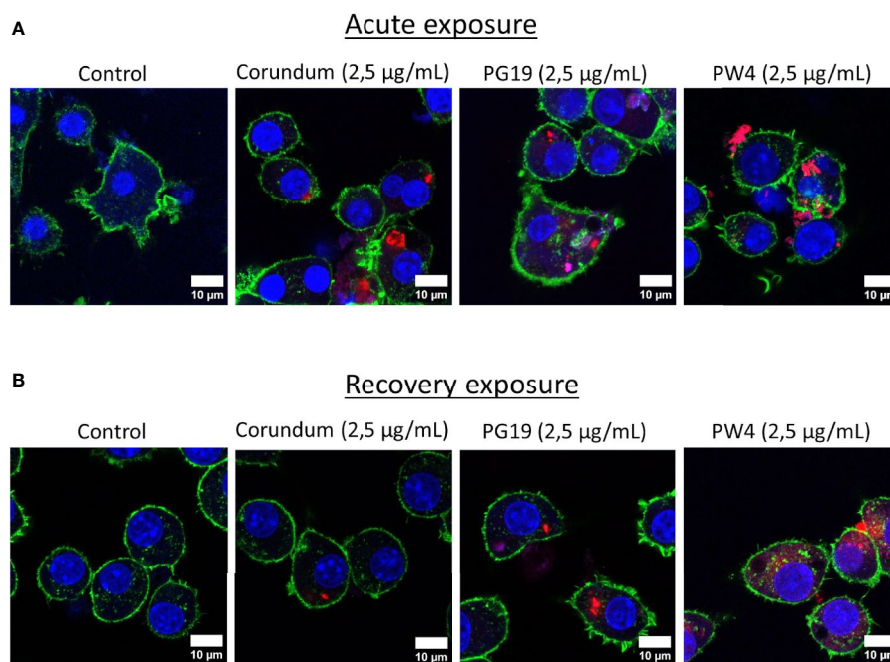 A
Acute exposure
Control
Corundum (2,5 µg/mL)
PG19 (2,5 µg/mL)
PW4 (2,5 µg/mL)
10 µm
10 µm
10 µm
10 µm
B
Recovery exposure
Control
Corundum (2,5 µg/mL)
PG19 (2,5 µg/mL)
PW4 (2,5 µg/mL)
10 µm
10 µm
10 µm
10 µm